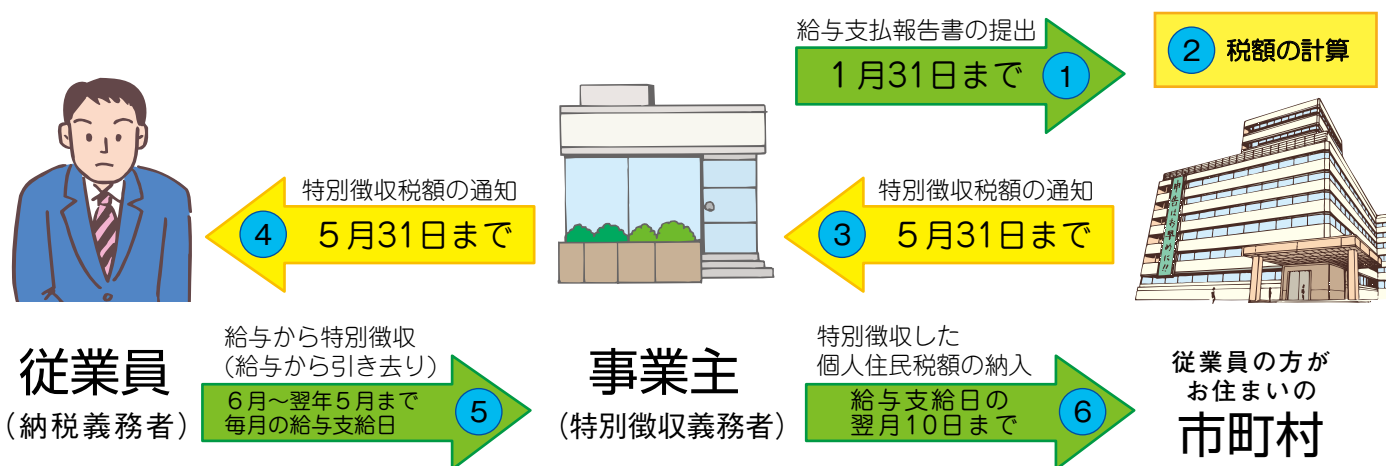 給与支払報告書の提出
1月31日まで
①
② 税額の計算
申告はお早めに!!
特別徴収税額の通知
③ 5月31日まで
特別徴収税額の通知
④ 5月31日まで
従業員
(納税義務者)
給与から特別徴収
(給与から引き去り)
6月~翌年5月まで
毎月の給与支給日
⑤
事業主
(特別徴収義務者)
特別徴収した
個人住民税額の納入
給与支給日の
翌月10日まで
⑥
従業員の方が
お住まいの
市町村